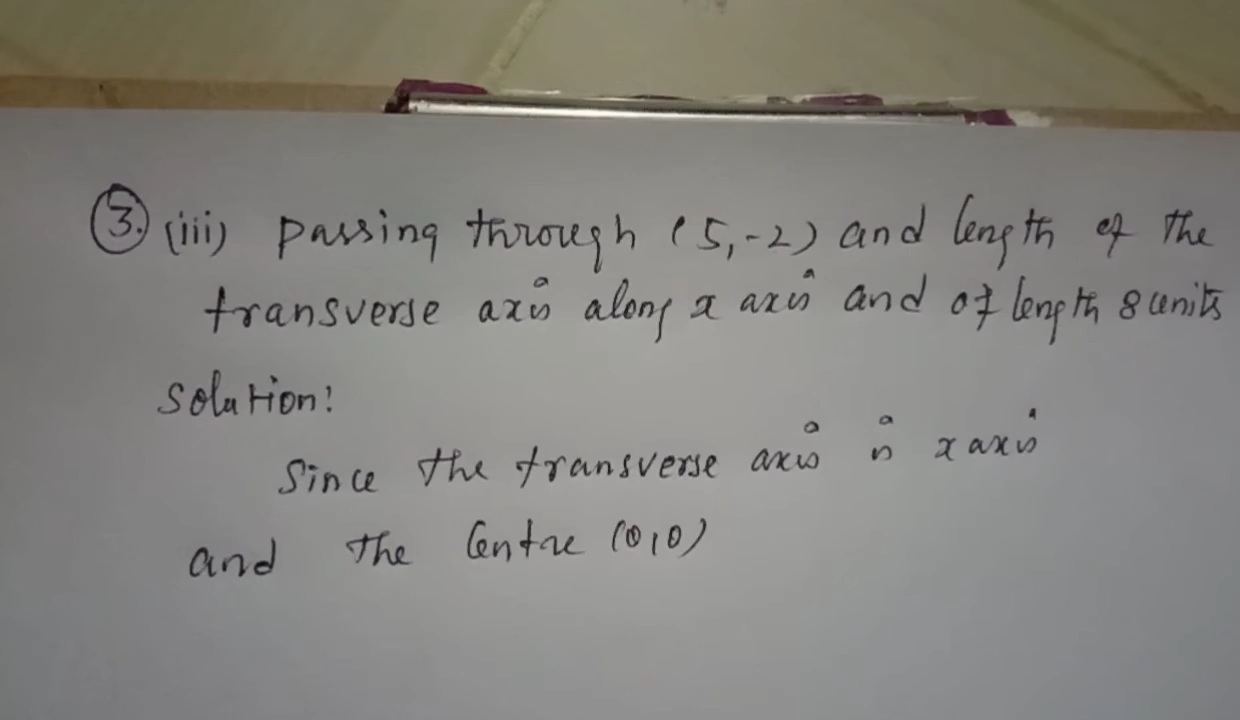 3. (iii) passing through (5,-2) and length of the
transverse axis along x axis and of length 8 units
solution:
Since the transverse axis is x axis
and the Centre (0,0)